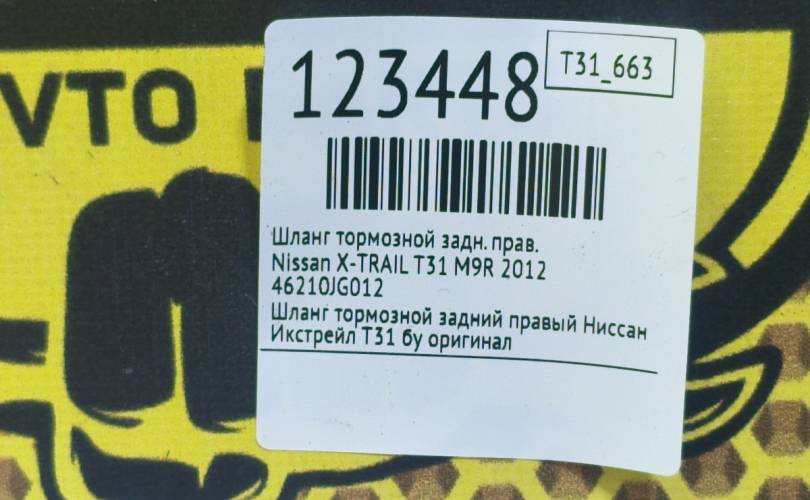 VTO
123448
T31_663
Шланг тормозной задн. прав.
Nissan X-TRAIL T31 M9R 2012
46210JG012
Шланг тормозной задний правый Ниссан
Икстрейл Т31 бу оригинал